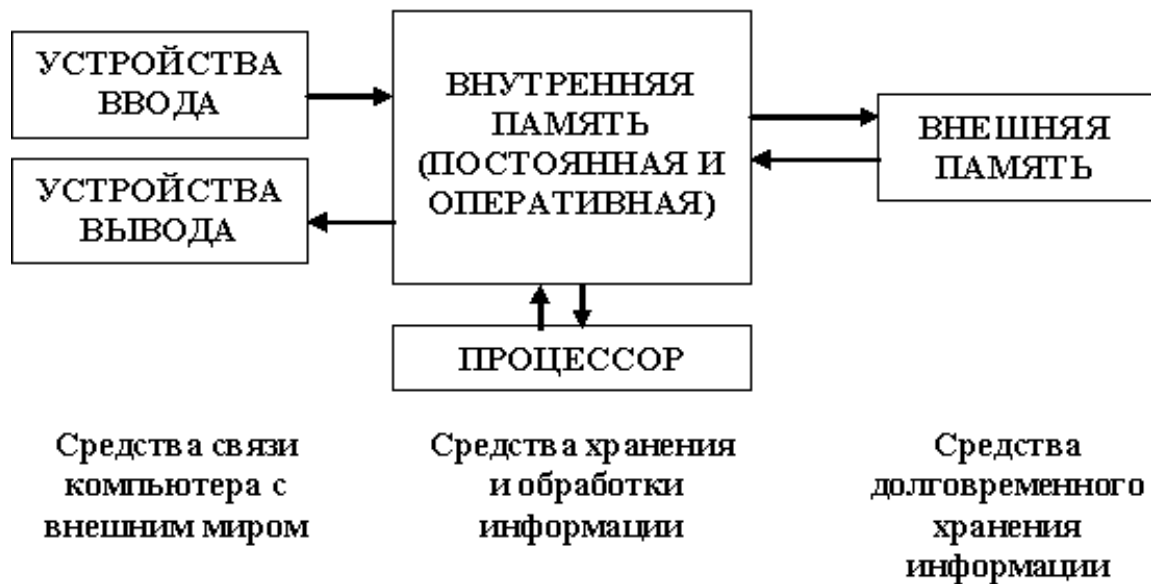 УСТРОЙСТВА
ВВОДА
УСТРОЙСТВА
ВЫВОДА
ВНУТРЕННЯЯ
ПАМЯТЬ
(ПОСТОЯННАЯ И
ОПЕРАТИВНАЯ)
ВНЕШНЯЯ
ПАМЯТЬ
ПРОЦЕССОР
Средства связи
компьютера с
внешним миром
Средства хранения
и обработки
информации
Средства
долговременного
хранения
информации